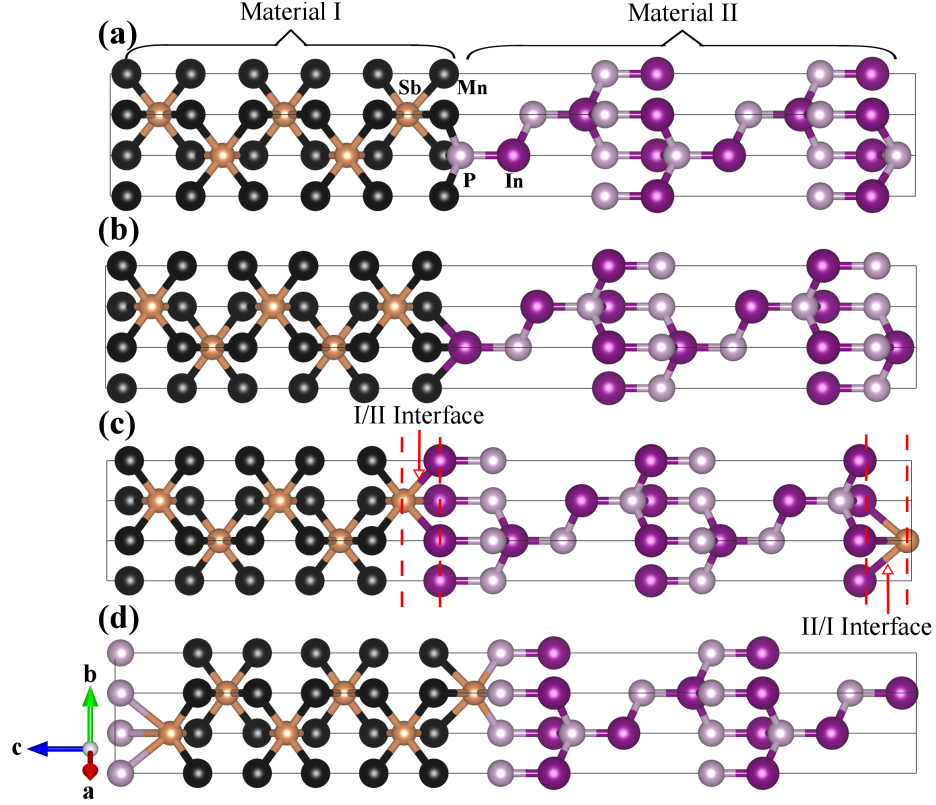 Material I
Material II
(a)
Sb
Mn
P
In
(b)
(c)
I/II Interface
II/I Interface
(d)
b
c
a